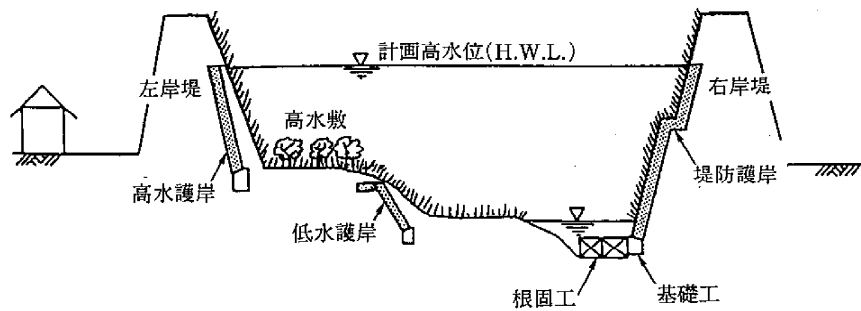 計画高水位(H.W.L.)
左岸堤
右岸堤
高水敷
堤防護岸
高水護岸
低水護岸
根固工
基礎工